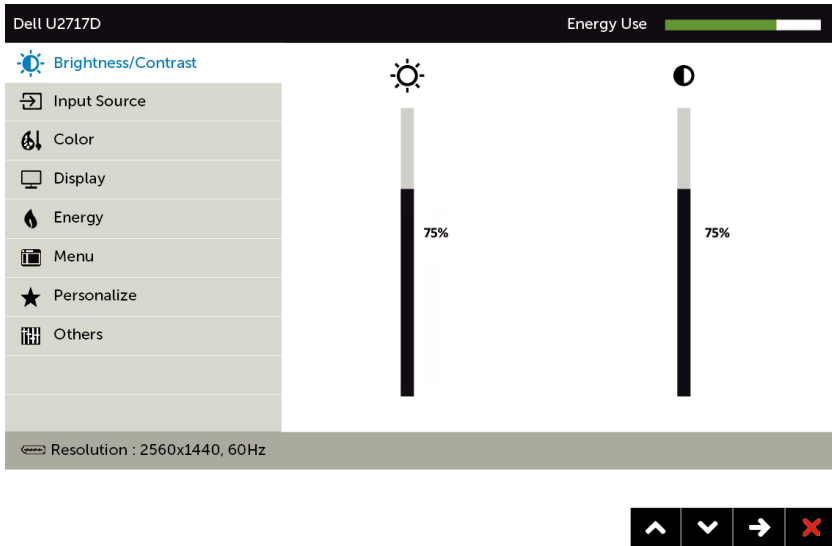 Dell U2717D Energy Use
Brightness/Contrast
Input Source
Color
Display
Energy
Menu
Personalize
Others
75% 75%
Resolution : 2560x1440, 60Hz